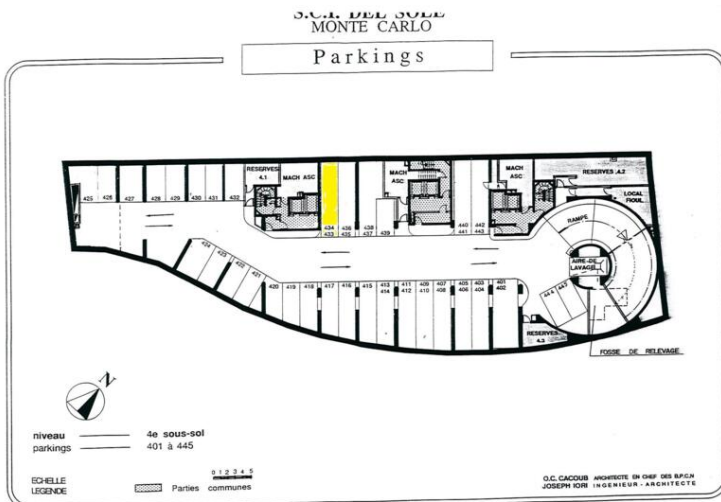 S.C.I. DEL SOLE
MONTE CARLO
Parkings
RESERVES
4.1
MACH ASC
MACH
ASC
MACH
ASC
RESERVES 4.2
LOCAL
FIOUL
425 426 427 428 429 430 431 432
434 436 438
433 435 437 439
440 442
441 443
RAMPE
AIRE-DE
LAVAGE
424 423 422 421
420 419 418 417 416 415 413 411 409 407 405 403 401
414 412 410 408 406 404 402
RESERVES
4.3
FOSSE DE RELEVAGE
N
niveau 4e sous-sol
parkings 401 à 445
ECHELLE 0 1 2 3 4 5
LEGENDE Parties communes
O.C. CACOUB ARCHITECTE EN CHEF DES B.P.C.N
JOSEPH IORI INGENIEUR - ARCHITECTE